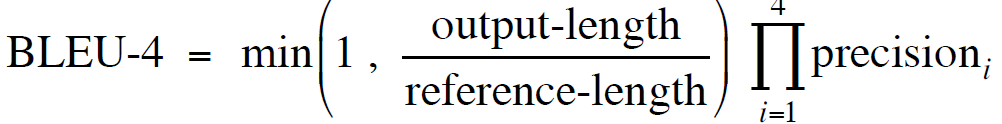 BLEU-4 = min(1 , output-length / reference-length) ∏_{i=1}^{4} precision_i